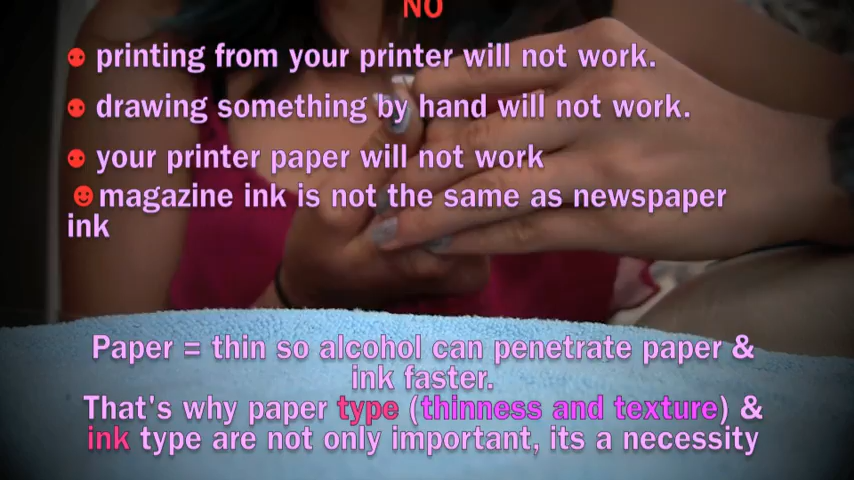 NO
printing from your printer will not work.
drawing something by hand will not work.
your printer paper will not work
magazine ink is not the same as newspaper
ink
Paper = thin so alcohol can penetrate paper &
ink faster.
That's why paper type (thinness and texture) &
ink type are not only important, its a necessity